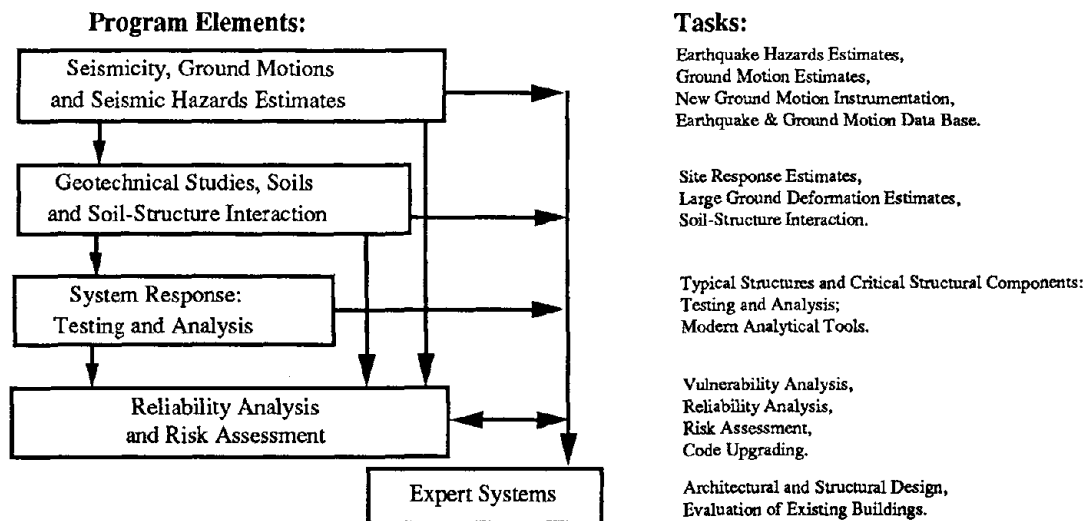 Program Elements:
Seismicity, Ground Motions
and Seismic Hazards Estimates
Geotechnical Studies, Soils
and Soil-Structure Interaction
System Response:
Testing and Analysis
Reliability Analysis
and Risk Assessment
Expert Systems
Tasks:
Earthquake Hazards Estimates,
Ground Motion Estimates,
New Ground Motion Instrumentation,
Earthquake & Ground Motion Data Base.
Site Response Estimates,
Large Ground Deformation Estimates,
Soil-Structure Interaction.
Typical Structures and Critical Structural Components:
Testing and Analysis;
Modern Analytical Tools.
Vulnerability Analysis,
Reliability Analysis,
Risk Assessment,
Code Upgrading.
Architectural and Structural Design,
Evaluation of Existing Buildings.